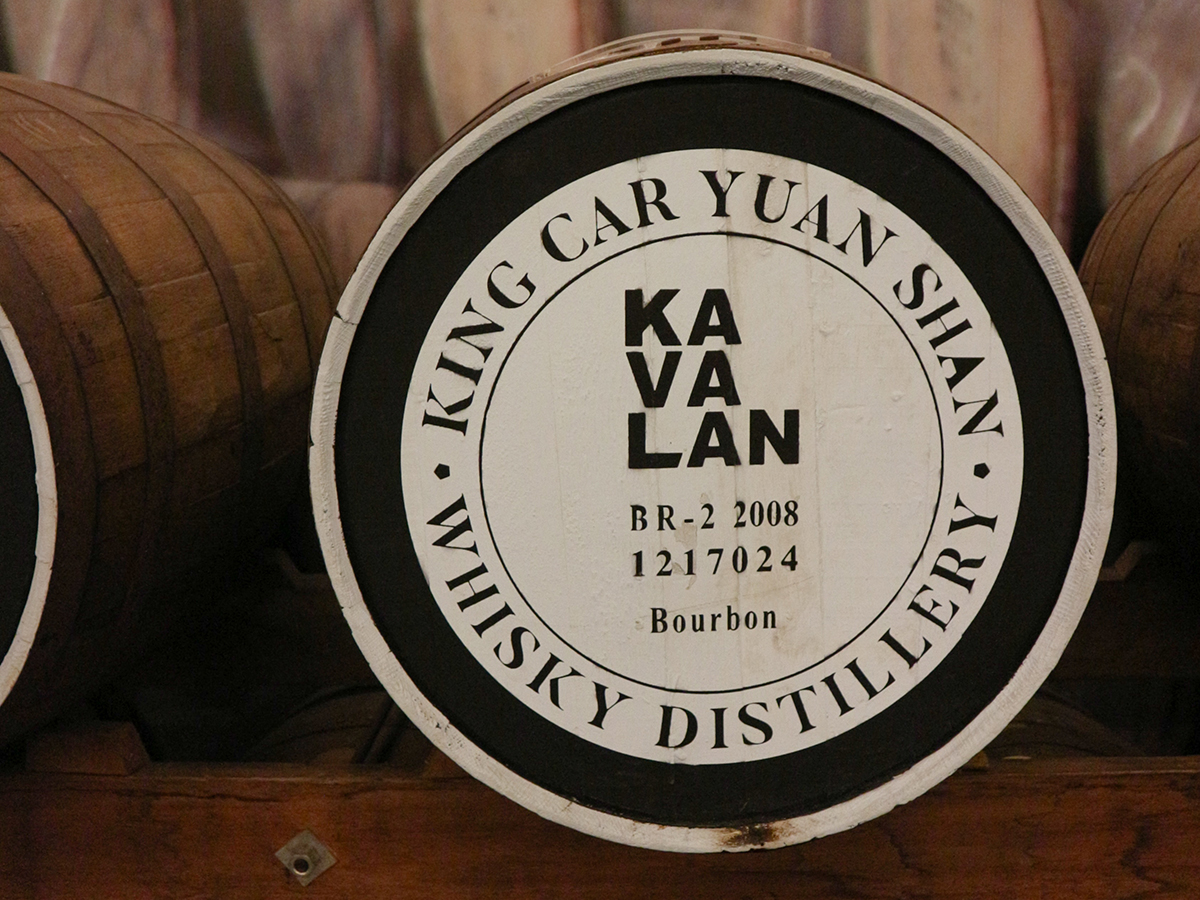 KING CAR YUAN SHAN
KA
VA
LAN
BR-2 2008
1217024
Bourbon
• WHISKY DISTILLERY •